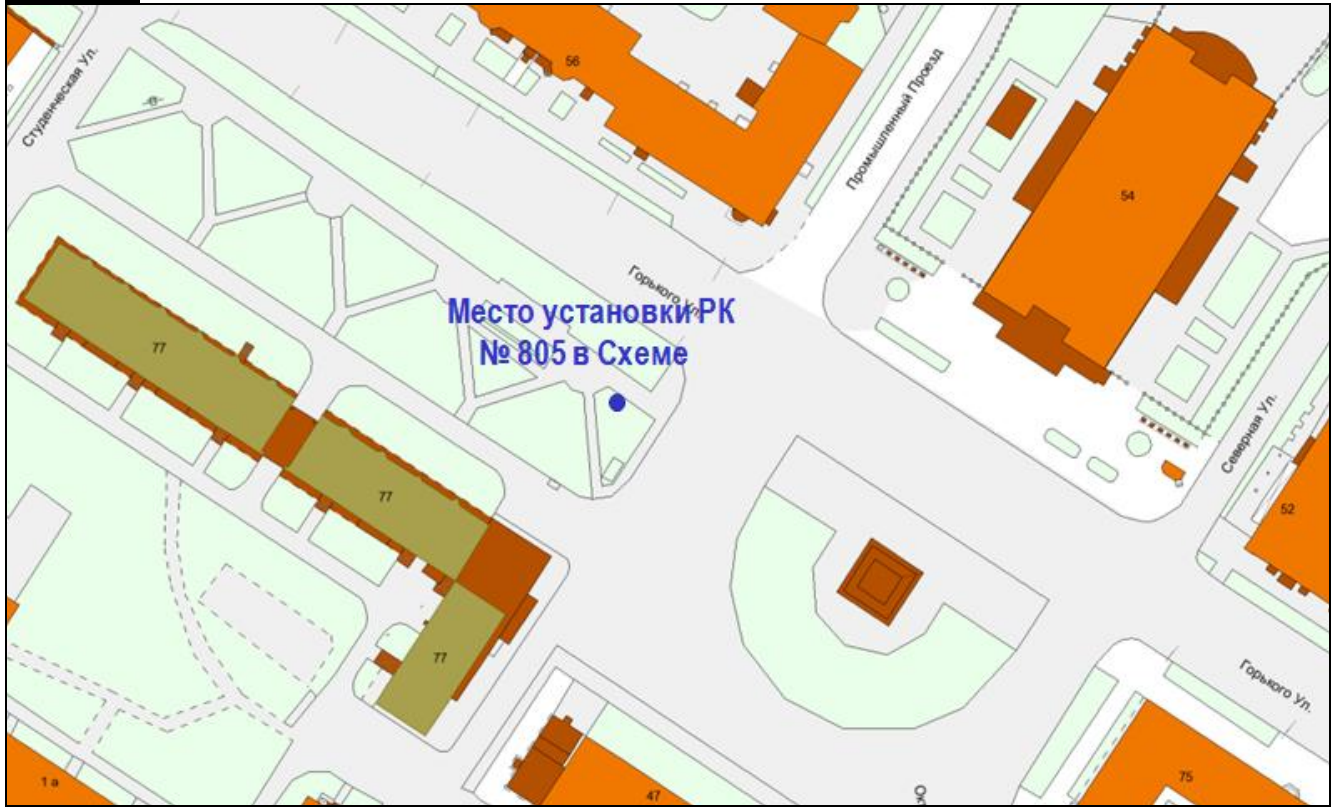 56
Студенческая Ул.
Промышленный Проезд
54
Горького Ул.
Место установки РК
№ 805 в Схеме
77
77
Северная Ул.
52
77
Горького Ул.
1 а
47
75